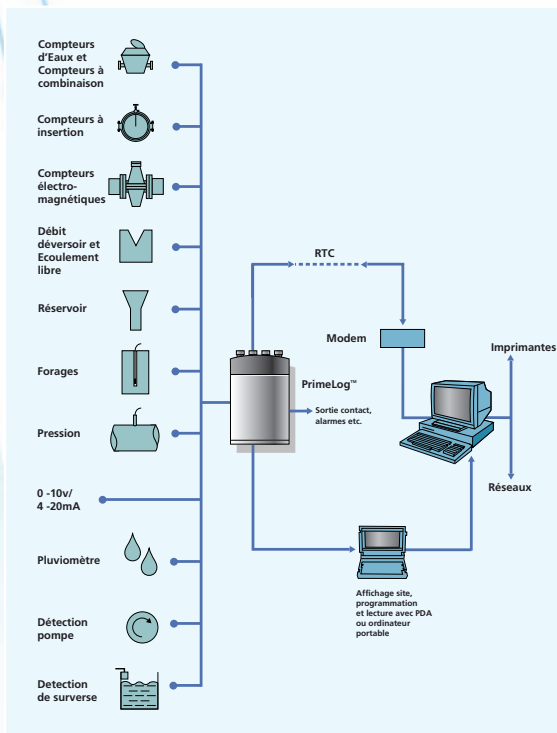 Compteurs
d'Eaux et
Compteurs à
combinaison
Compteurs à
insertion
Compteurs
électro-
magnétiques
Débit
déversoir et
Ecoulement
libre
Réservoir
Forages
Pression
0 -10v/
4 -20mA
Pluviomètre
Détection
pompe
Detection
de surverse
RTC
Modem
Imprimantes
PrimeLog™
Sortie contact,
alarmes etc.
Réseaux
Affichage site,
programmation
et lecture avec PDA
ou ordinateur
portable